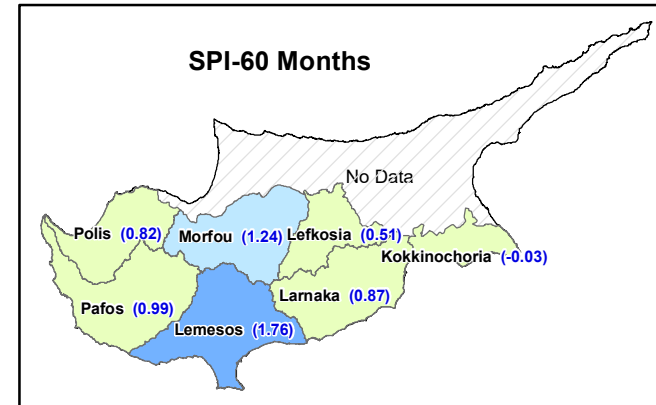 SPI-60 Months
No Data
Polis (0.82)
Morfou (1.24)
Lefkosia (0.51)
Kokkinochoria (-0.03)
Pafos (0.99)
Larnaka (0.87)
Lemesos (1.76)